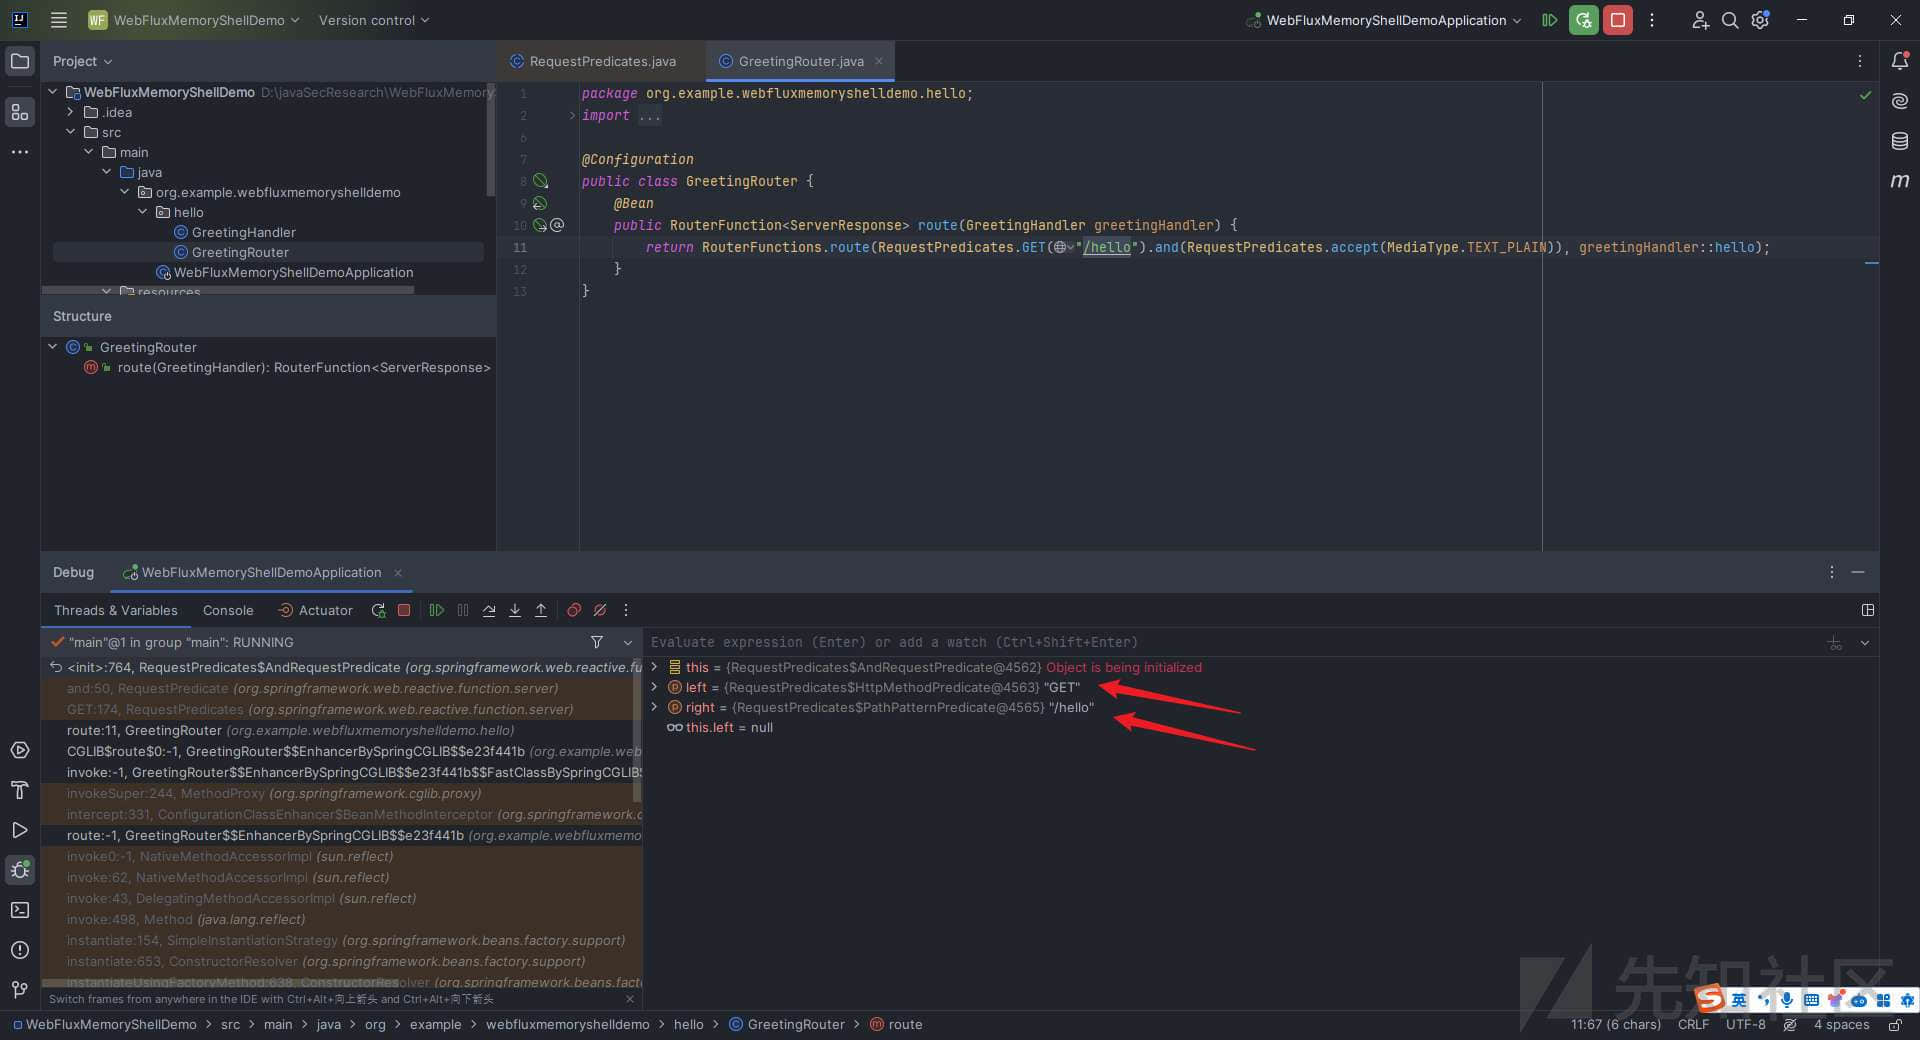 WF WebFluxMemoryShellDemo Version control WebFluxMemoryShellDemoApplication
Project
WebFluxMemoryShellDemo D:\javaSecResearch\WebFluxMemory
.idea
src
main
java
org.example.webfluxmemoryshelldemo
hello
GreetingHandler
GreetingRouter
WebFluxMemoryShellDemoApplication
resources
Structure
GreetingRouter
route(GreetingHandler): RouterFunction<ServerResponse>
RequestPredicates.java GreetingRouter.java
1 package org.example.webfluxmemoryshelldemo.hello;
2 import ...
6
7 @Configuration
8 public class GreetingRouter {
9 @Bean
10 public RouterFunction<ServerResponse> route(GreetingHandler greetingHandler) {
11 return RouterFunctions.route(RequestPredicates.GET("/hello").and(RequestPredicates.accept(MediaType.TEXT_PLAIN)), greetingHandler::hello);
12 }
13 }
Debug WebFluxMemoryShellDemoApplication
Threads & Variables Console Actuator
"main"@1 in group "main": RUNNING
<init>:764, RequestPredicates$AndRequestPredicate (org.springframework.web.reactive.fu
and:50, RequestPredicate (org.springframework.web.reactive.function.server)
GET:174, RequestPredicates (org.springframework.web.reactive.function.server)
route:11, GreetingRouter (org.example.webfluxmemoryshelldemo.hello)
CGLIB$route$0:-1, GreetingRouter$$EnhancerBySpringCGLIB$$e23f441b (org.example.web
invoke:-1, GreetingRouter$$EnhancerBySpringCGLIB$$e23f441b$$FastClassBySpringCGLIB$
invokeSuper:244, MethodProxy (org.springframework.cglib.proxy)
intercept:331, ConfigurationClassEnhancer$BeanMethodInterceptor (org.springframework.c
route:-1, GreetingRouter$$EnhancerBySpringCGLIB$$e23f441b (org.example.webfluxmemo
invoke0:-1, NativeMethodAccessorImpl (sun.reflect)
invoke:62, NativeMethodAccessorImpl (sun.reflect)
invoke:43, DelegatingMethodAccessorImpl (sun.reflect)
invoke:498, Method (java.lang.reflect)
instantiate:154, SimpleInstantiationStrategy (org.springframework.beans.factory.support)
instantiate:653, ConstructorResolver (org.springframework.beans.factory.support)
instantiateUsingFactoryMethod:638, ConstructorResolver (org.springframework.beans.facto
Switch frames from anywhere in the IDE with Ctrl+Alt+向上箭头 and Ctrl+Alt+向下箭头
Evaluate expression (Enter) or add a watch (Ctrl+Shift+Enter)
this = {RequestPredicates$AndRequestPredicate@4562} Object is being initialized
left = {RequestPredicates$HttpMethodPredicate@4563} "GET"
right = {RequestPredicates$PathPatternPredicate@4565} "/hello"
this.left = null
先知社区
英
WebFluxMemoryShellDemo > src > main > java > org > example > webfluxmemoryshelldemo > hello > GreetingRouter > route
11:67 (6 chars) CRLF UTF-8 4 spaces